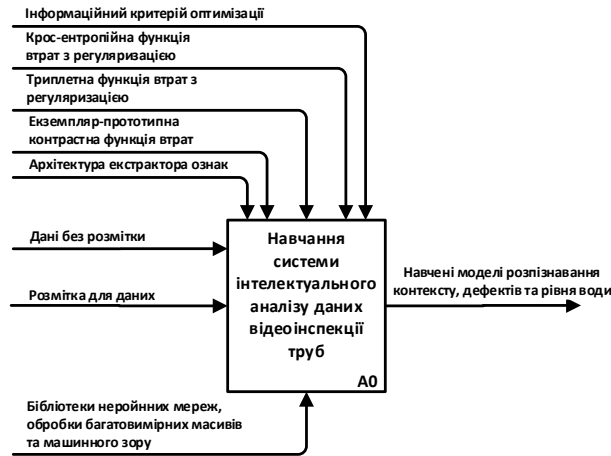 Інформаційний критерій оптимізації
Крос-ентропійна функція
втрат з регуляризацією
Триплетна функція втрат з
регуляризацією
Екземпляр-прототипна
контрастна функція втрат
Архітектура екстрактора ознак
Дані без розмітки
Розмітка для даних
Навчання
системи
інтелектуального
аналізу даних
відеоінспекції
труб
A0
Навчені моделі розпізнавання
контексту, дефектів та рівня води
Бібліотеки неройнних мереж,
обробки багатовимірних масивів
та машинного зору